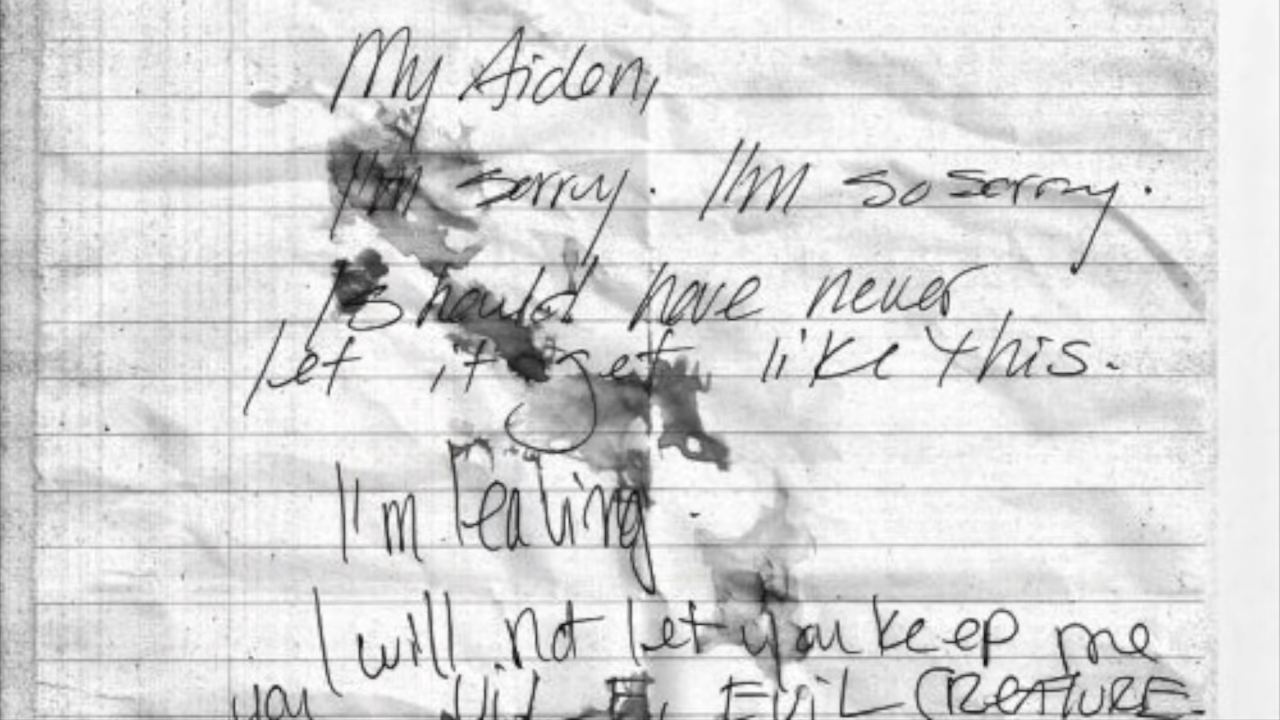 My Aiden,
I'm sorry. I'm so sorry.
I should have never
let it get like this.
I'm leaving.
I will not let you keep me
you EVIL CREATURE